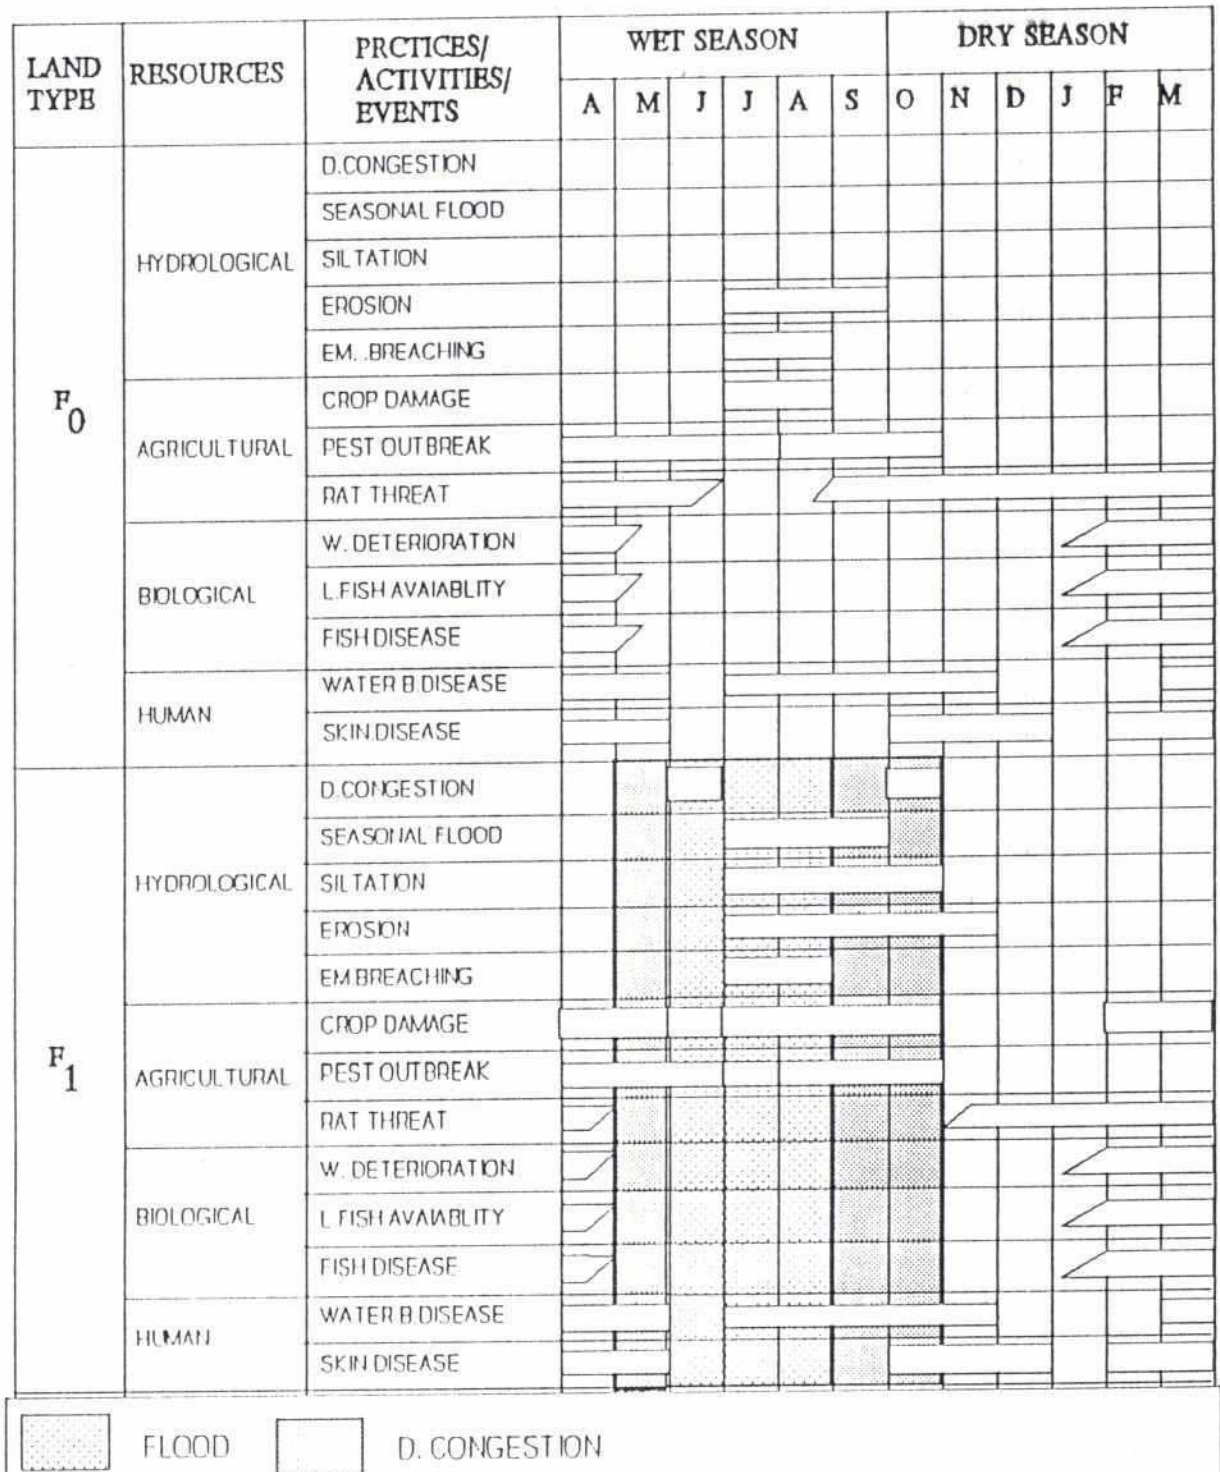 LAND TYPE
RESOURCES
PRCTICES/
ACTIVITIES/
EVENTS
WET SEASON
DRY SEASON
A M J J A S O N D J F M
F0
HYDROLOGICAL
D.CONGESTION
SEASONAL FLOOD
SILTATION
EROSION
EM..BREACHING
AGRICULTURAL
CROP DAMAGE
PEST OUTBREAK
RAT THREAT
BIOLOGICAL
W. DETERIORATION
L.FISH AVAIABLITY
FISH DISEASE
HUMAN
WATER B.DISEASE
SKIN.DISEASE
F1
HYDROLOGICAL
D.CONGESTION
SEASONAL FLOOD
SILTATION
EROSION
EM.BREACHING
AGRICULTURAL
CROP DAMAGE
PEST OUTBREAK
RAT THREAT
BIOLOGICAL
W. DETERIORATION
L FISH AVAIABLITY
FISH DISEASE
HUMAN
WATER B.DISEASE
SKIN DISEASE
FLOOD
D. CONGESTION